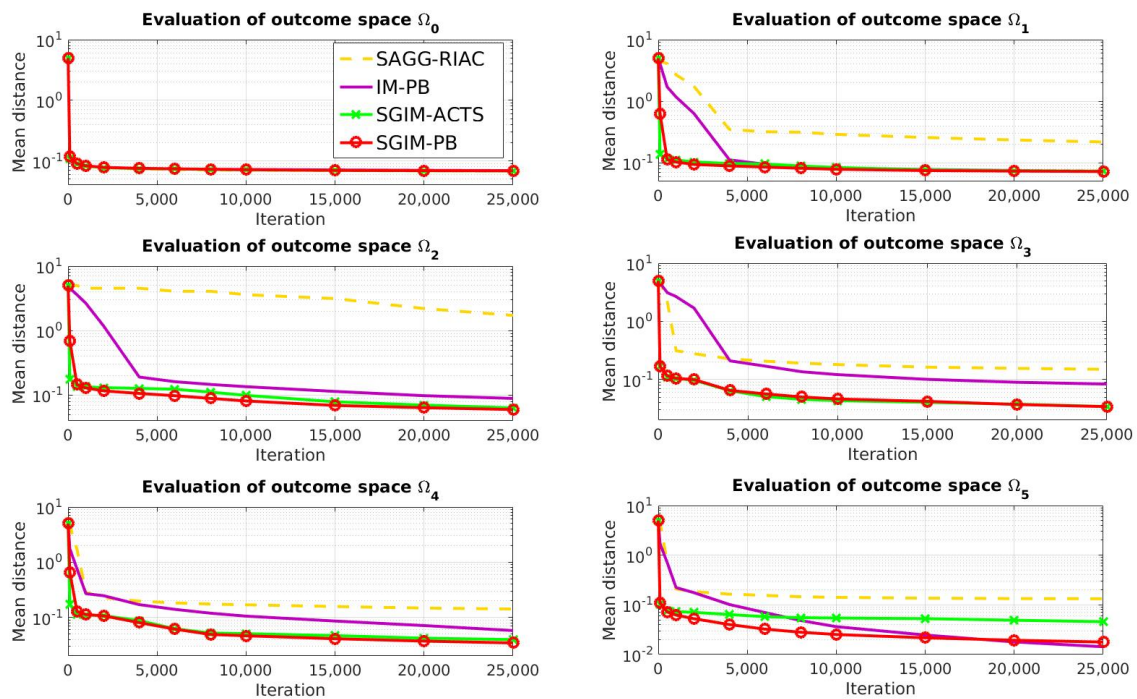 Evaluation of outcome space Ω0
Mean distance
10^1
10^0
10^-1
0 5,000 10,000 15,000 20,000 25,000
Iteration
SAGG-RIAC
IM-PB
SGIM-ACTS
SGIM-PB
Evaluation of outcome space Ω1
Mean distance
10^1
10^0
10^-1
0 5,000 10,000 15,000 20,000 25,000
Iteration
Evaluation of outcome space Ω2
Mean distance
10^1
10^0
10^-1
0 5,000 10,000 15,000 20,000 25,000
Iteration
Evaluation of outcome space Ω3
Mean distance
10^1
10^0
10^-1
0 5,000 10,000 15,000 20,000 25,000
Iteration
Evaluation of outcome space Ω4
Mean distance
10^1
10^0
10^-1
0 5,000 10,000 15,000 20,000 25,000
Iteration
Evaluation of outcome space Ω5
Mean distance
10^1
10^0
10^-1
10^-2
0 5,000 10,000 15,000 20,000 25,000
Iteration